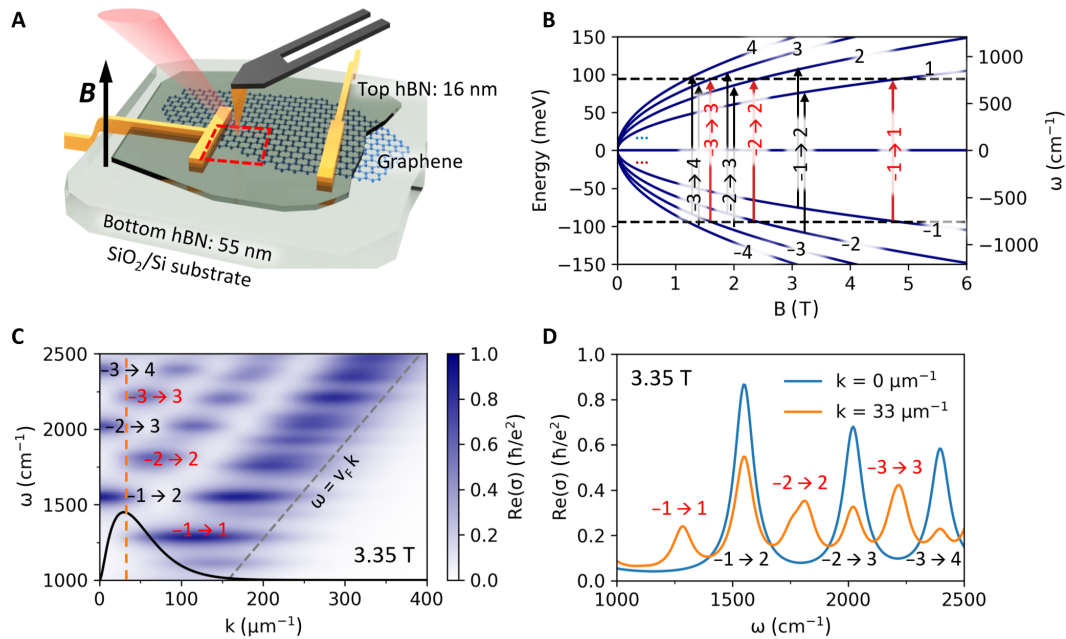 A
B
Top hBN: 16 nm
Graphene
Bottom hBN: 55 nm
SiO₂/Si substrate
B
150
100
50
0
−50
−100
−150
Energy (meV)
4
3
2
1
...
...
−3→4
−3→3
−2→3
−2→2
−1→2
−1→1
−1
−2
−3
−4
1000
500
0
−500
−1000
ω (cm⁻¹)
0
1
2
3
4
5
6
B (T)
C
2500
2000
1500
1000
ω (cm⁻¹)
−3 → 4
−3 → 3
−2 → 3
−2 → 2
−1 → 2
−1 → 1
ω = v_F k
3.35 T
0
100
200
300
400
k (μm⁻¹)
1.0
0.8
0.6
0.4
0.2
0.0
Re(σ) (ħ/e²)
D
1.0
0.8
0.6
0.4
0.2
0.0
Re(σ) (ħ/e²)
3.35 T
k = 0 μm⁻¹
k = 33 μm⁻¹
−1 → 1
−2 → 2
−3 → 3
−1 → 2
−2 → 3
−3 → 4
1000
1500
2000
2500
ω (cm⁻¹)